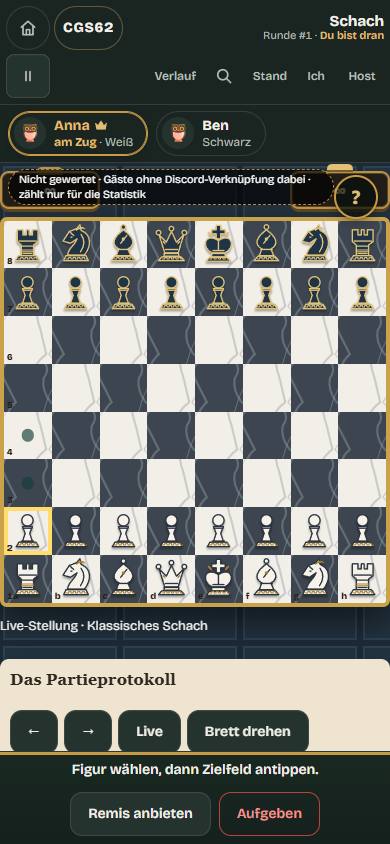 CGS62
Schach
Runde #1 · Du bist dran
Verlauf
Stand
Ich
Host
Anna
am Zug · Weiß
Ben
Schwarz
Nicht gewertet · Gäste ohne Discord-Verknüpfung dabei ·
zählt nur für die Statistik
?
8
7
6
5
4
3
2
b
d
e
f
h
Live-Stellung · Klassisches Schach
Das Partieprotokoll
←
→
Live
Brett drehen
Figur wählen, dann Zielfeld antippen.
Remis anbieten
Aufgeben